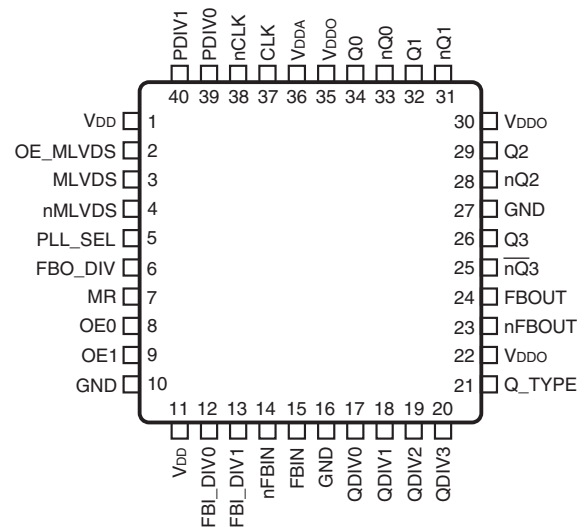 PDIV1
PDIV0
nCLK
CLK
VDDA
VDDO
Q0
nQ0
Q1
nQ1
40 39 38 37 36 35 34 33 32 31
VDD 1
OE_MLVDS 2
MLVDS 3
nMLVDS 4
PLL_SEL 5
FBO_DIV 6
MR 7
OE0 8
OE1 9
GND 10
30 VDDO
29 Q2
28 nQ2
27 GND
26 Q3
25 nQ3
24 FBOUT
23 nFBOUT
22 VDDO
21 Q_TYPE
11 12 13 14 15 16 17 18 19 20
VDD
FBI_DIV0
FBI_DIV1
nFBIN
FBIN
GND
QDIV0
QDIV1
QDIV2
QDIV3